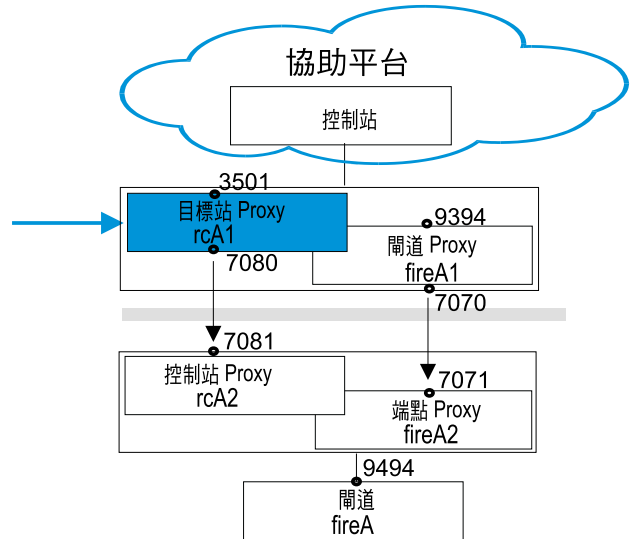 協助平台
控制站
3501
目標站 Proxy
rcA1
7080
9394
閘道 Proxy
fireA1
7070
7081
控制站 Proxy
rcA2
7071
端點 Proxy
fireA2
9494
閘道
fireA